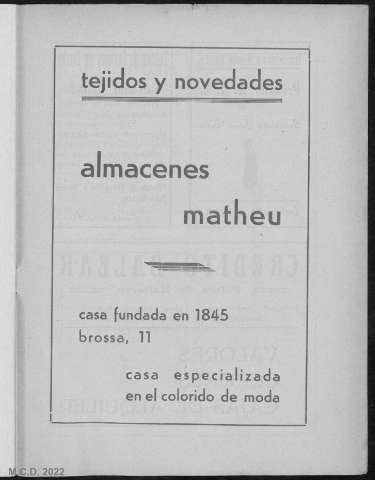 tejidos y novedades
almacenes
matheu
casa fundada en 1845
brossa, 11
casa especializada
en el colorido de moda
M.C.D. 2022